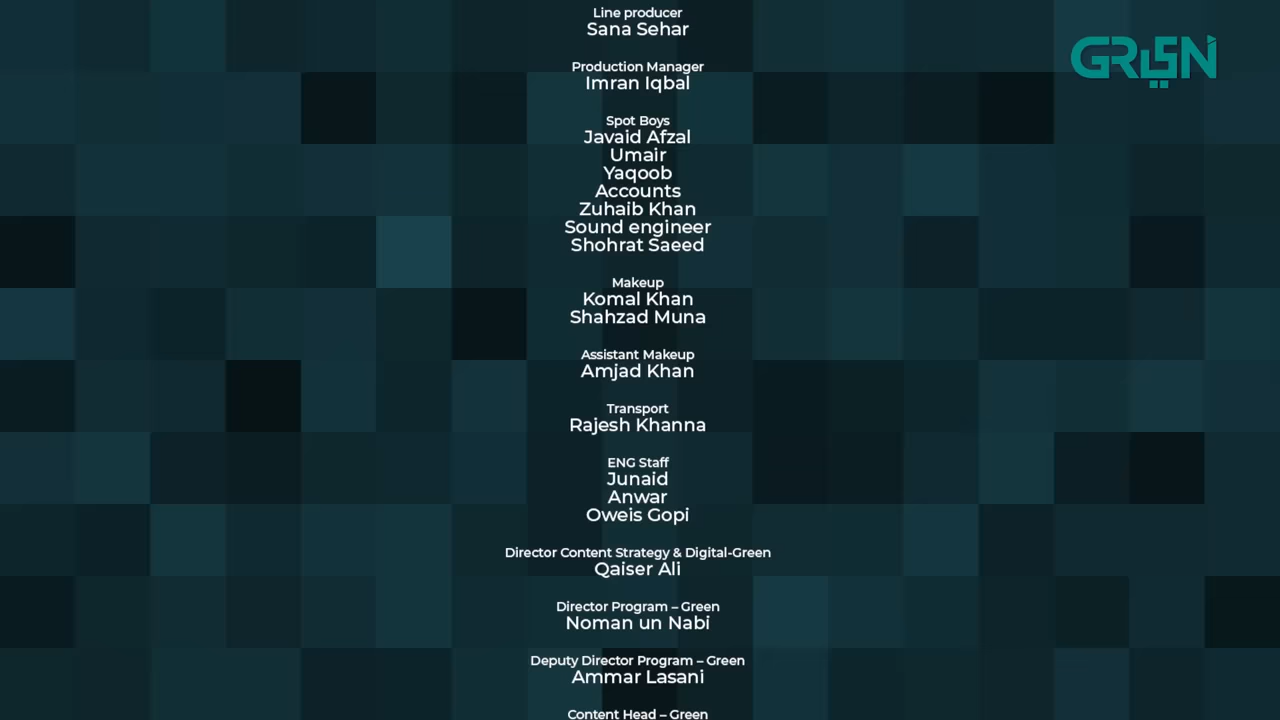 Line producer
Sana Sehar
GREEN
Production Manager
Imran Iqbal
Spot Boys
Javaid Afzal
Umair
Yaqoob
Accounts
Zuhaib Khan
Sound engineer
Shohrat Saeed
Makeup
Komal Khan
Shahzad Muna
Assistant Makeup
Amjad Khan
Transport
Rajesh Khanna
ENG Staff
Junaid
Anwar
Oweis Gopi
Director Content Strategy & Digital-Green
Qaiser Ali
Director Program – Green
Noman un Nabi
Deputy Director Program – Green
Ammar Lasani
Content Head – Green